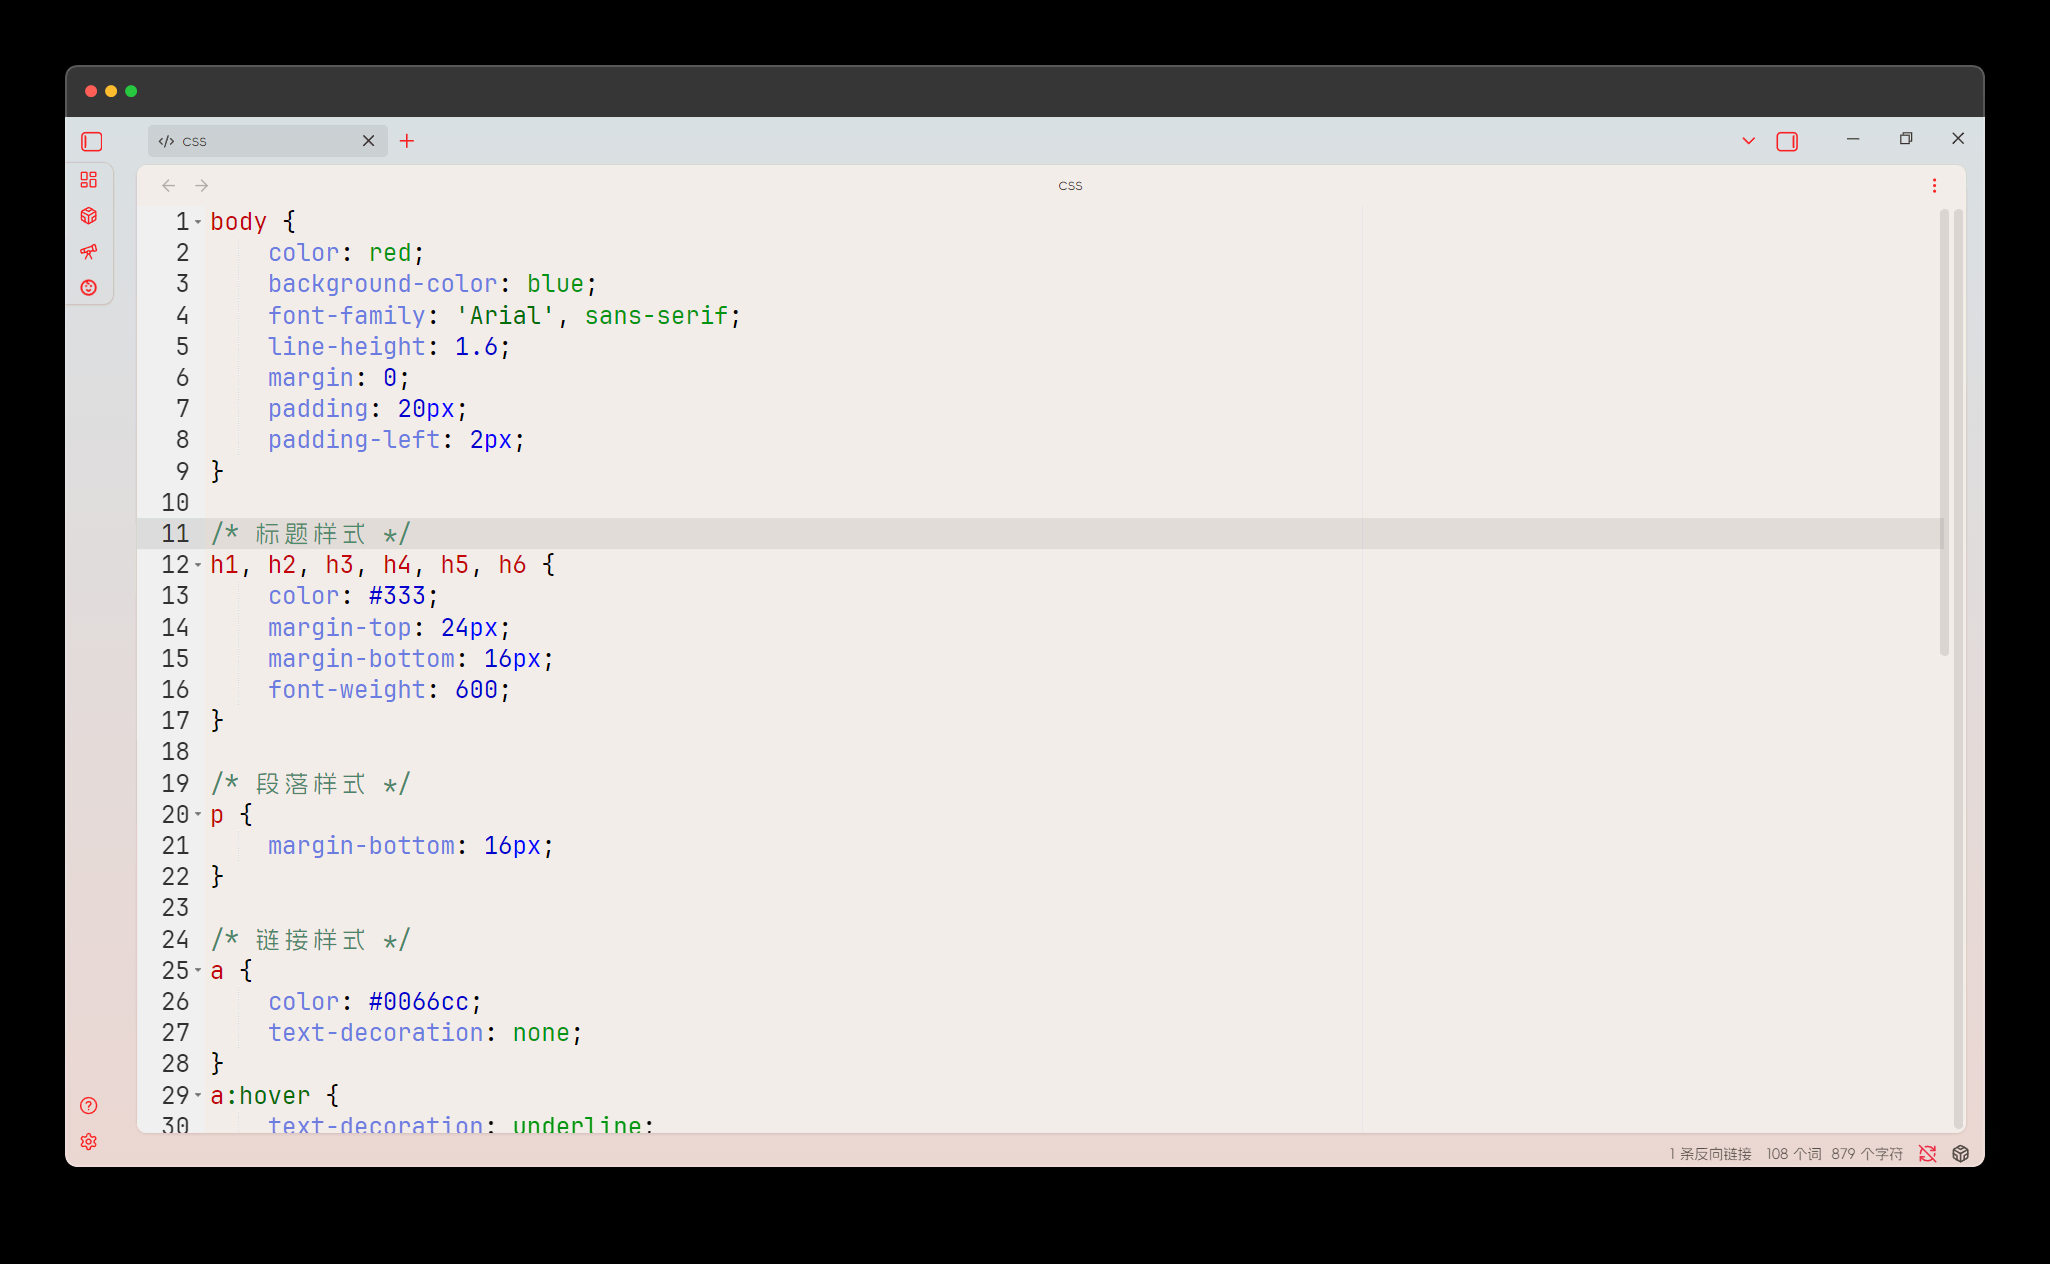 css
css
1 body {
2     color: red;
3     background-color: blue;
4     font-family: 'Arial', sans-serif;
5     line-height: 1.6;
6     margin: 0;
7     padding: 20px;
8     padding-left: 2px;
9 }
10
11 /* 标题样式 */
12 h1, h2, h3, h4, h5, h6 {
13     color: #333;
14     margin-top: 24px;
15     margin-bottom: 16px;
16     font-weight: 600;
17 }
18
19 /* 段落样式 */
20 p {
21     margin-bottom: 16px;
22 }
23
24 /* 链接样式 */
25 a {
26     color: #0066cc;
27     text-decoration: none;
28 }
29 a:hover {
30     text-decoration: underline;
1 条反向链接 108 个词 879 个字符